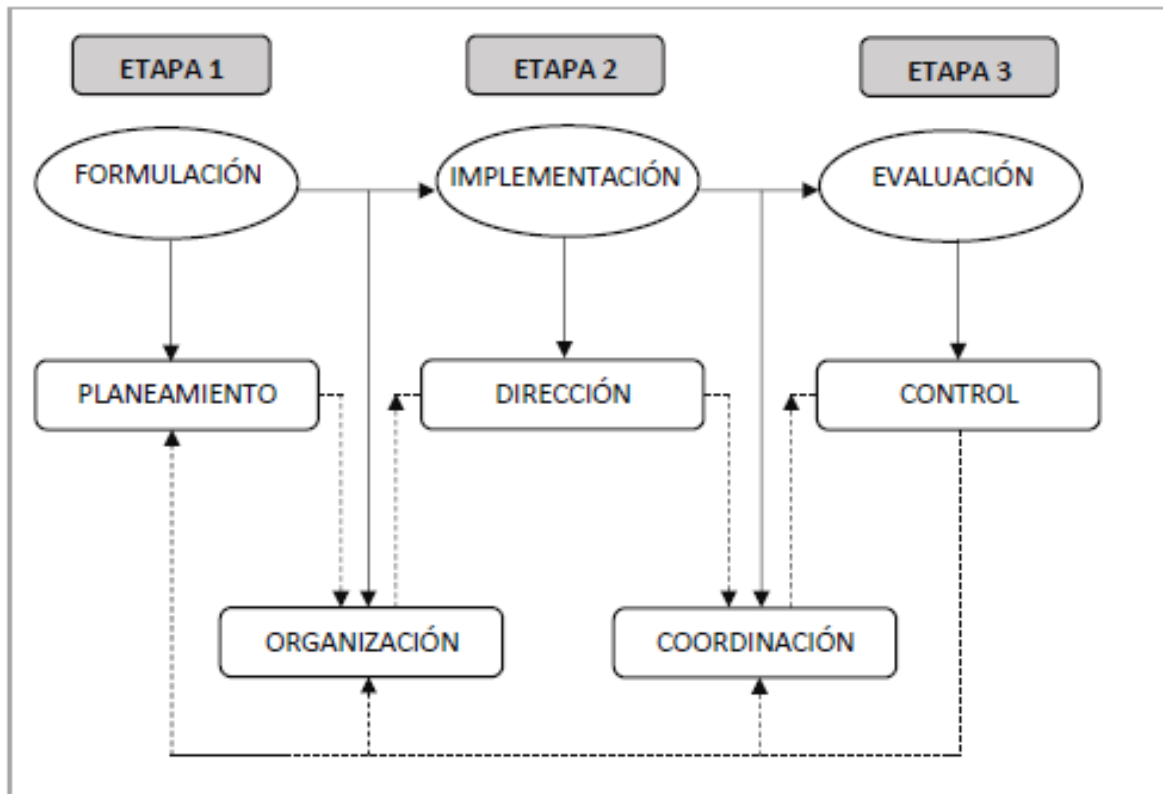 ETAPA 1
ETAPA 2
ETAPA 3
FORMULACIÓN
IMPLEMENTACIÓN
EVALUACIÓN
PLANEAMIENTO
DIRECCIÓN
CONTROL
ORGANIZACIÓN
COORDINACIÓN